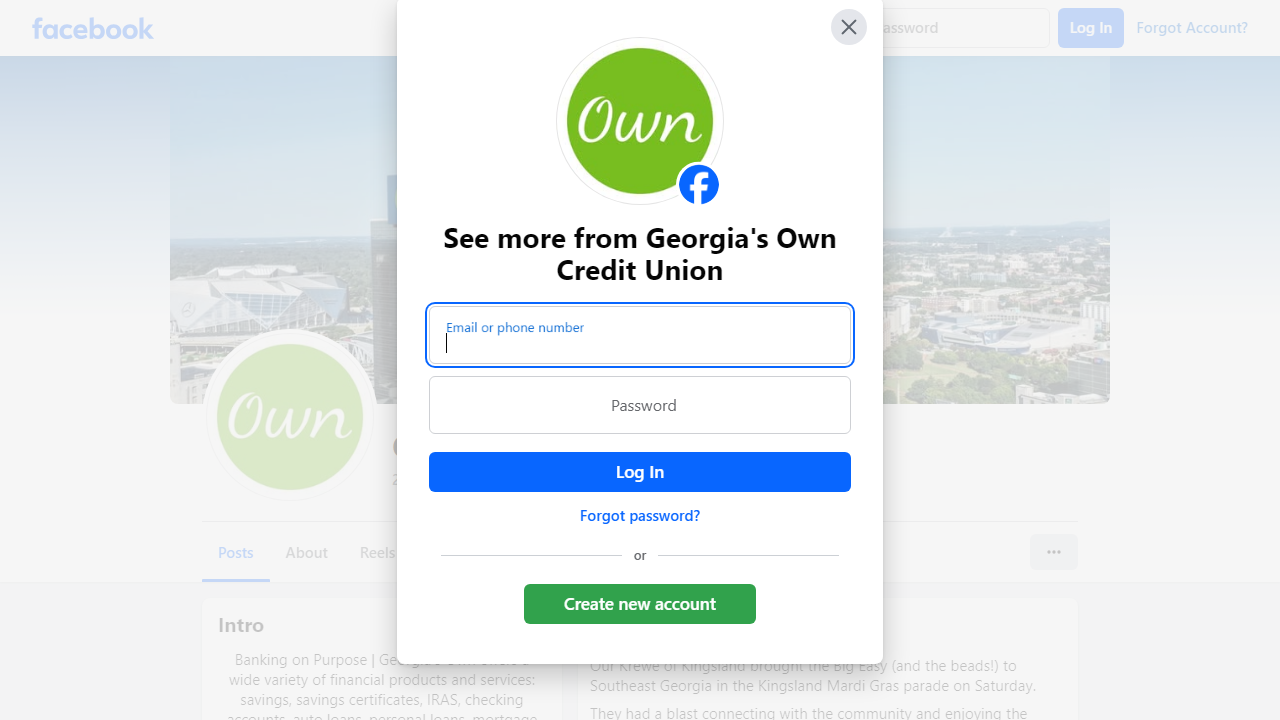 facebook
assword
Log In
Forgot Account?
Own
See more from Georgia's Own
Credit Union
Email or phone number
Password
Log In
Forgot password?
or
Create new account
Own
Posts
About
Reels
Intro
Banking on Purpose |
wide variety of financial products and services:
savings, savings certificates, IRAS, checking
accounts, auto loans, personal loans, mortgage
Our Krewe of Kingsland brought the Big Easy (and the beads!) to
Southeast Georgia in the Kingsland Mardi Gras parade on Saturday.
They had a blast connecting with the community and enjoying the